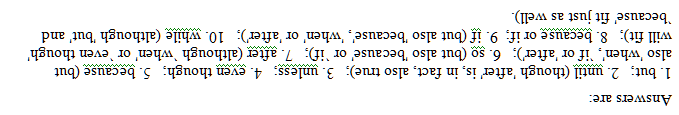 Answers are:
1. but;   2. until (though 'after' is, in fact, also true);   3. unless;   4. even though;   5. because (but
also 'when', `if' or 'after');   6. so (but also 'because' or `if);   7. after (although `when' or `even though'
will fit);   8. because or if;   9. if (but also because', 'when' or 'after');   10. while (although 'but' and
`because' fit just as well).